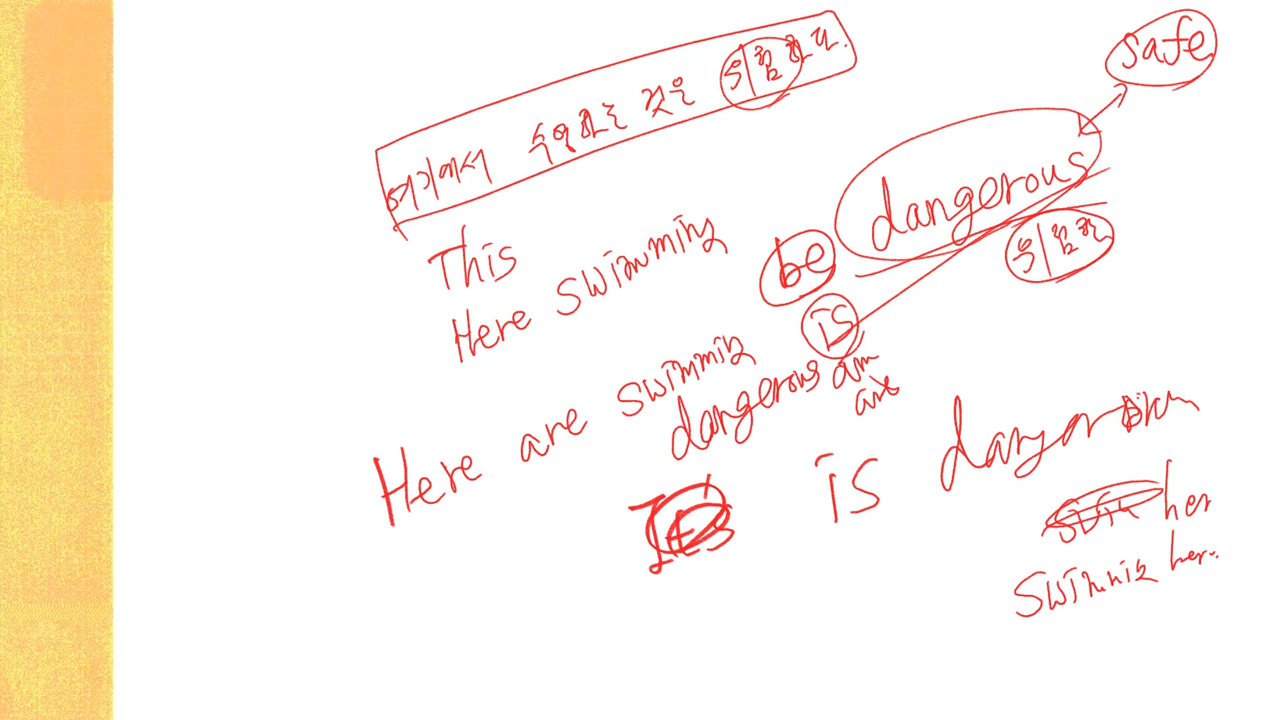 여기에서 수영하는 것은 위험하다.
safe
dangerous
위험한
This
be
Here swimming
is
am
are
Here are swimming
dangerous
is
her
swimming her